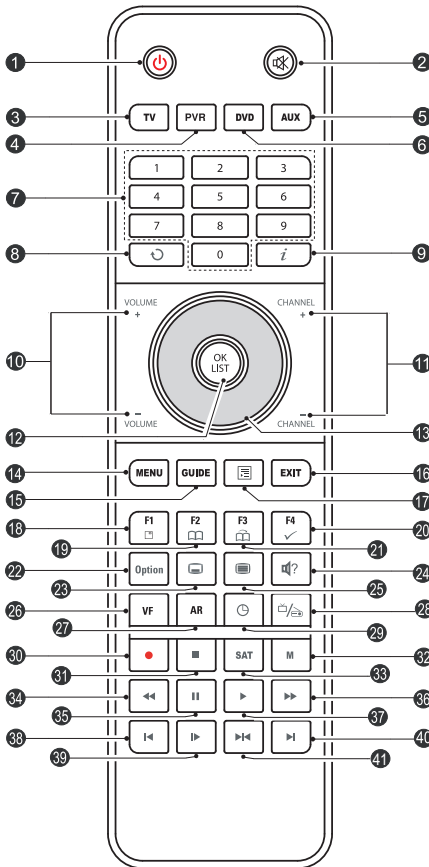 1
2
3 TV PVR DVD AUX 5
4 6
1 2 3
7 4 5 6
7 8 9
8 0 i 9
VOLUME CHANNEL
+ +
10 OK 11
LIST
− −
12 VOLUME CHANNEL 13
14 MENU GUIDE EXIT 16
15 17
18 F1 F2 F3 F4 20
19 21
22 Option ? 24
23 25
26 VF AR / 28
27 29
30 SAT M 32
31 33
34 36
35 37
38 40
39 41